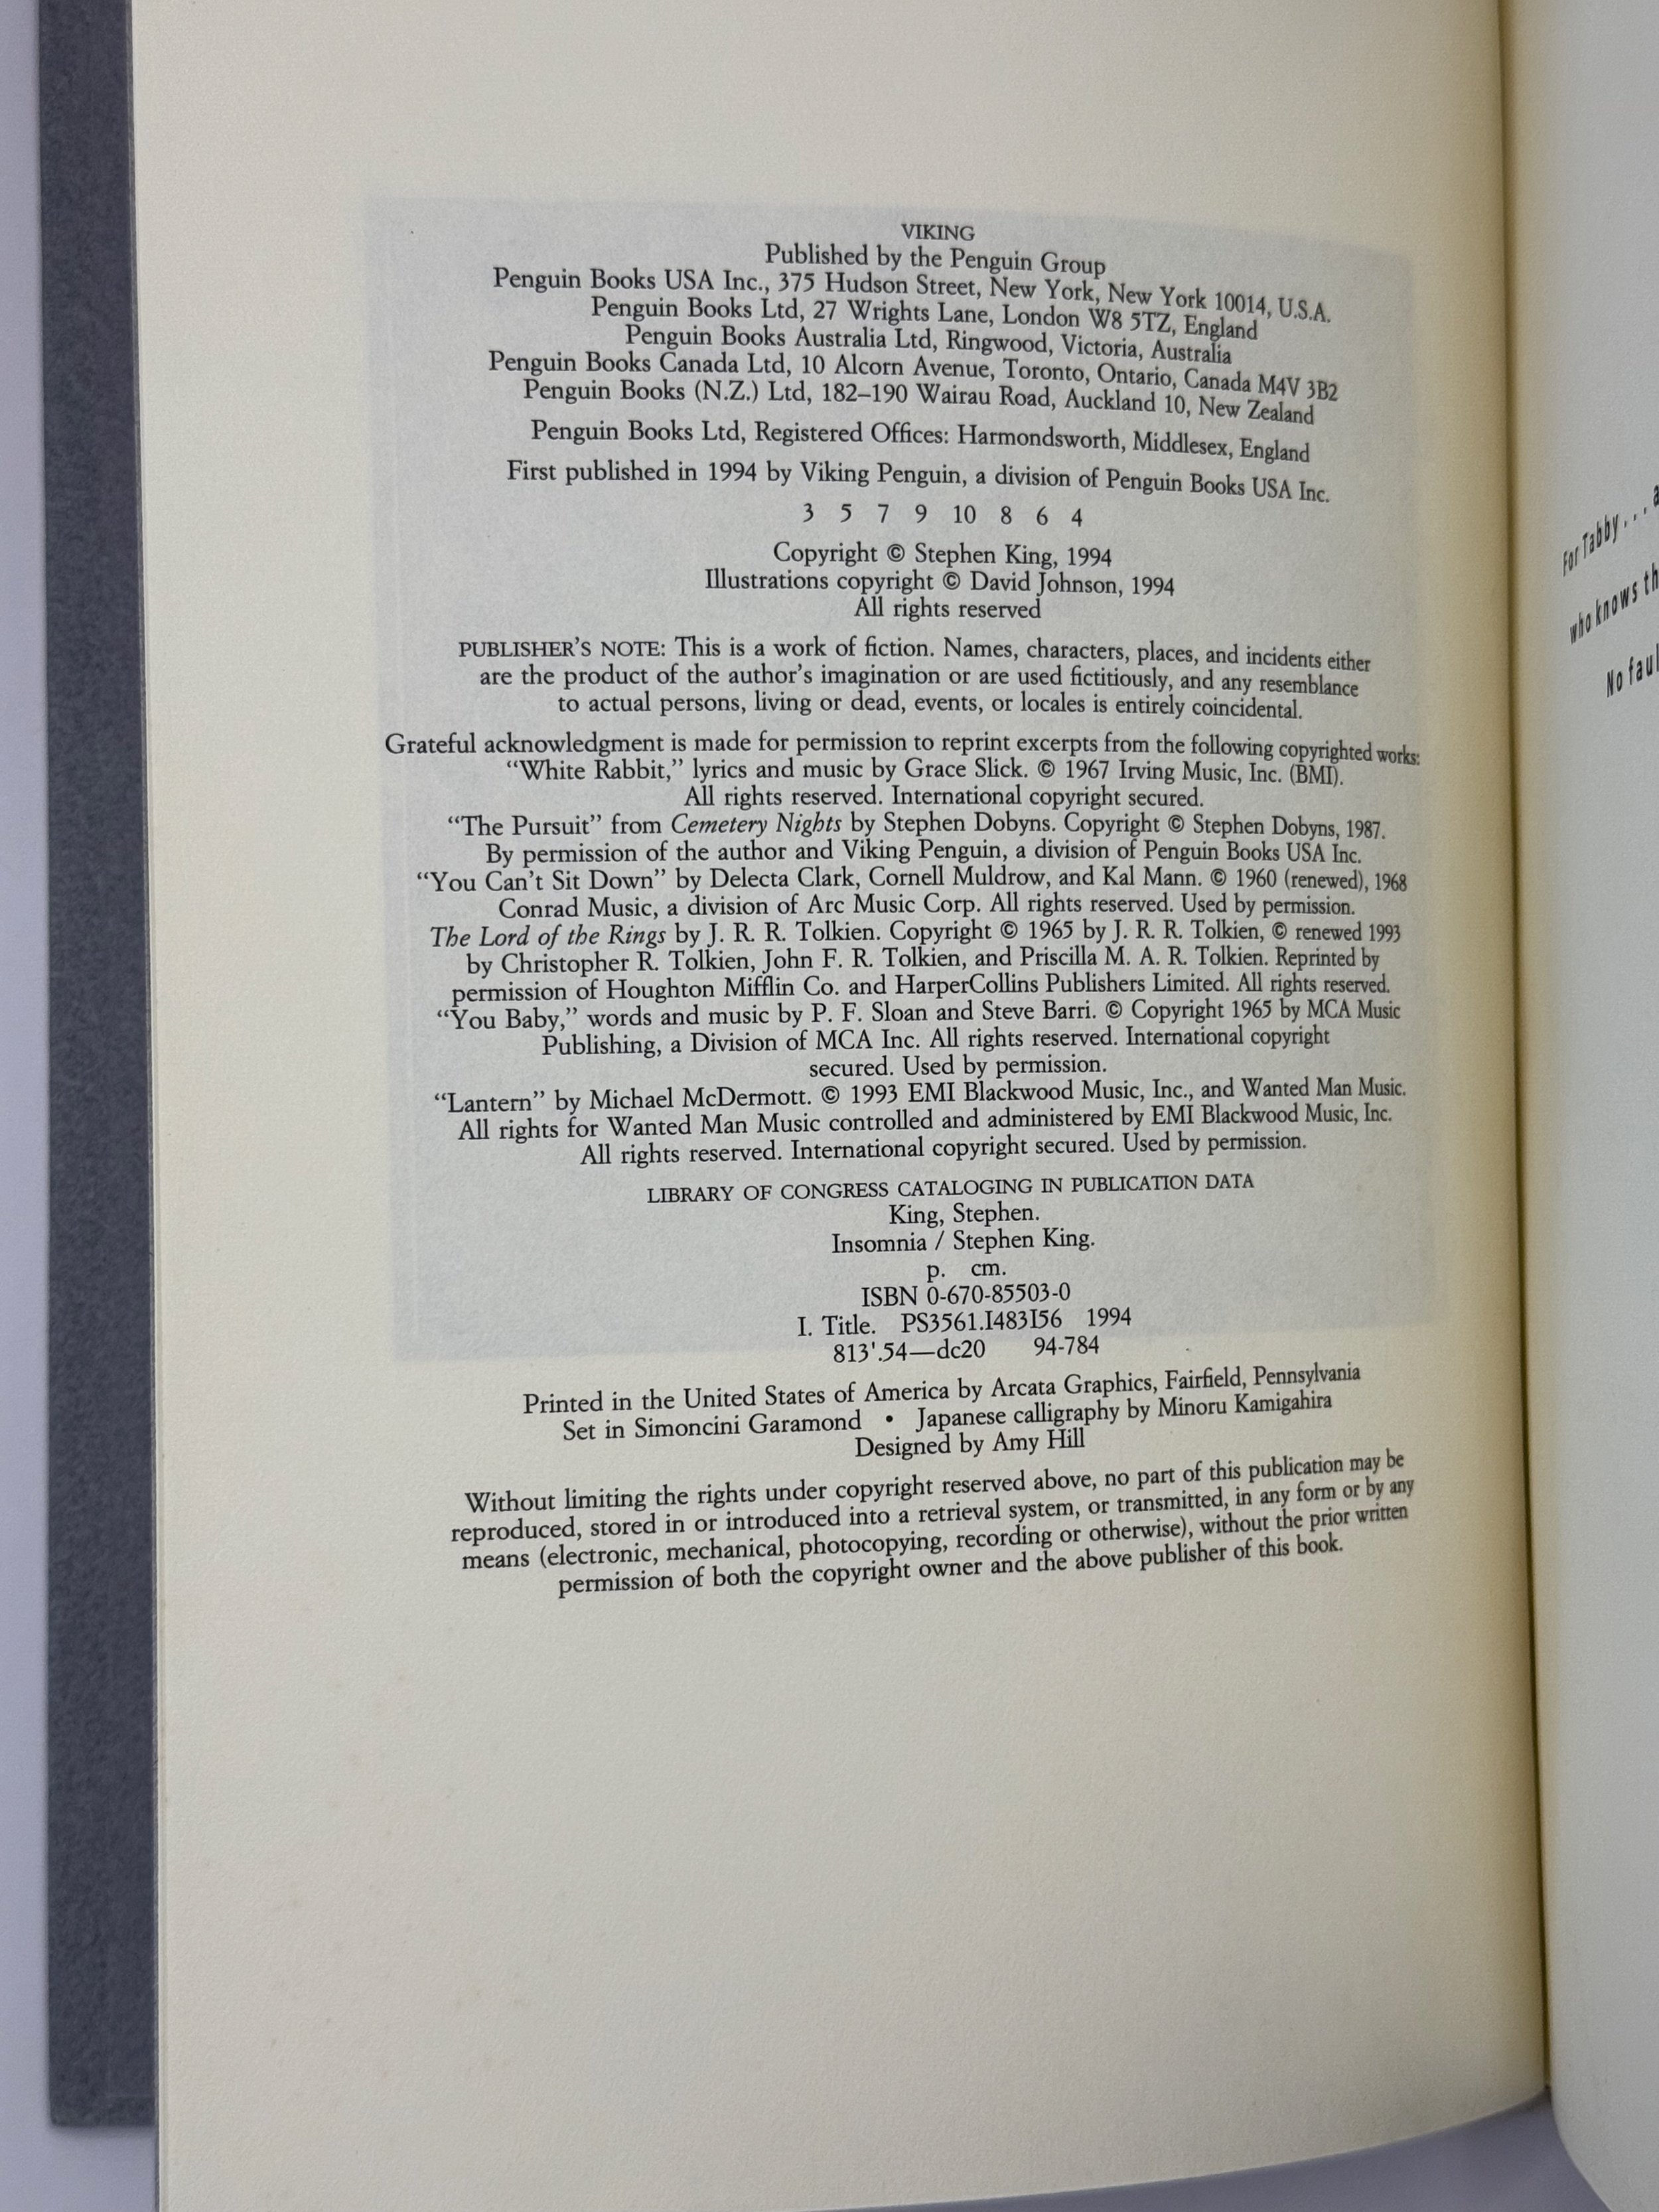 VIKING
Published by the Penguin Group
Penguin Books USA Inc., 375 Hudson Street, New York, New York 10014, U.S.A.
Penguin Books Ltd, 27 Wrights Lane, London W8 5TZ, England
Penguin Books Australia Ltd, Ringwood, Victoria, Australia
Penguin Books Canada Ltd, 10 Alcorn Avenue, Toronto, Ontario, Canada M4V 3B2
Penguin Books (N.Z.) Ltd, 182–190 Wairau Road, Auckland 10, New Zealand
Penguin Books Ltd, Registered Offices: Harmondsworth, Middlesex, England
First published in 1994 by Viking Penguin, a division of Penguin Books USA Inc.
3 5 7 9 10 8 6 4
Copyright © Stephen King, 1994
Illustrations copyright © David Johnson, 1994
All rights reserved
PUBLISHER'S NOTE: This is a work of fiction. Names, characters, places, and incidents either
are the product of the author's imagination or are used fictitiously, and any resemblance
to actual persons, living or dead, events, or locales is entirely coincidental.
Grateful acknowledgment is made for permission to reprint excerpts from the following copyrighted works:
“White Rabbit,” lyrics and music by Grace Slick. © 1967 Irving Music, Inc. (BMI).
All rights reserved. International copyright secured.
“The Pursuit” from Cemetery Nights by Stephen Dobyns. Copyright © Stephen Dobyns, 1987.
By permission of the author and Viking Penguin, a division of Penguin Books USA Inc.
“You Can't Sit Down” by Delecta Clark, Cornell Muldrow, and Kal Mann. © 1960 (renewed), 1968
Conrad Music, a division of Arc Music Corp. All rights reserved. Used by permission.
The Lord of the Rings by J. R. R. Tolkien. Copyright © 1965 by J. R. R. Tolkien, © renewed 1993
by Christopher R. Tolkien, John F. R. Tolkien, and Priscilla M. A. R. Tolkien. Reprinted by
permission of Houghton Mifflin Co. and HarperCollins Publishers Limited. All rights reserved.
“You Baby,” words and music by P. F. Sloan and Steve Barri. © Copyright 1965 by MCA Music
Publishing, a Division of MCA Inc. All rights reserved. International copyright
secured. Used by permission.
“Lantern” by Michael McDermott. © 1993 EMI Blackwood Music, Inc., and Wanted Man Music.
All rights for Wanted Man Music controlled and administered by EMI Blackwood Music, Inc.
All rights reserved. International copyright secured. Used by permission.
LIBRARY OF CONGRESS CATALOGING IN PUBLICATION DATA
King, Stephen.
Insomnia / Stephen King.
p. cm.
ISBN 0-670-85503-0
I. Title. PS3561.I483I56 1994
813'.54—dc20 94-784
Printed in the United States of America by Arcata Graphics, Fairfield, Pennsylvania
Set in Simoncini Garamond • Japanese calligraphy by Minoru Kamigahira
Designed by Amy Hill
Without limiting the rights under copyright reserved above, no part of this publication may be
reproduced, stored in or introduced into a retrieval system, or transmitted, in any form or by any
means (electronic, mechanical, photocopying, recording or otherwise), without the prior written
permission of both the copyright owner and the above publisher of this book.
For Tabby . . .
who knows
No